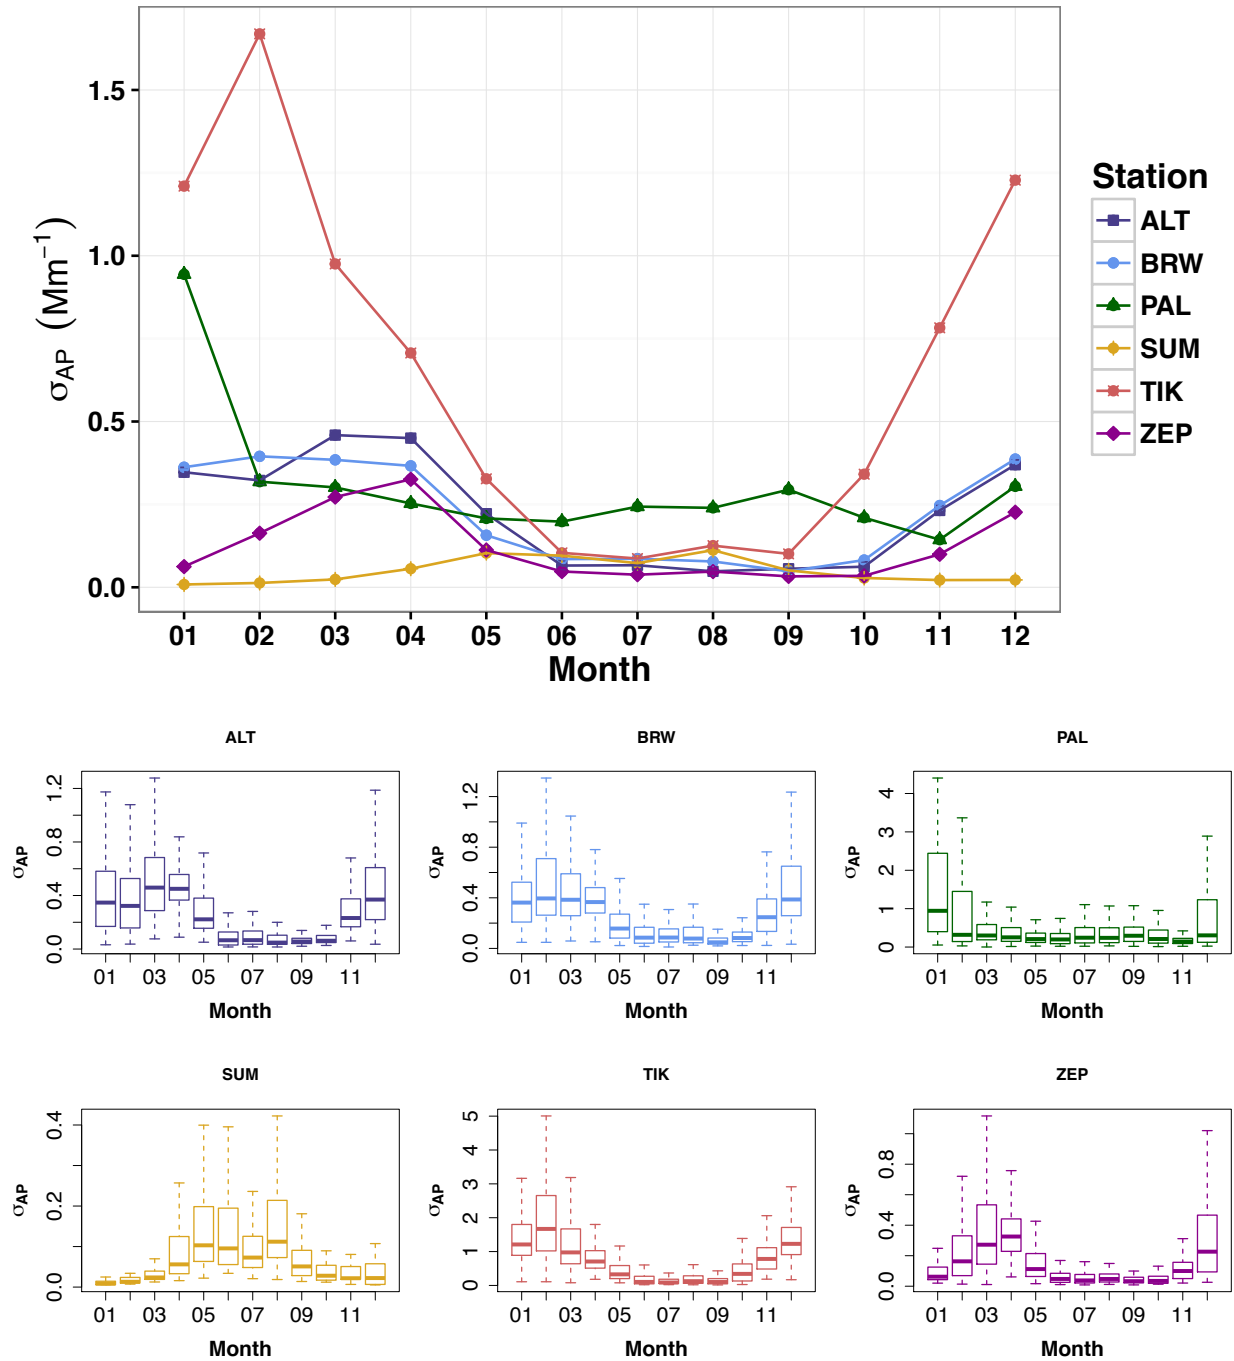 σAP (Mm−1)
1.5
1.0
0.5
0.0
01 02 03 04 05 06 07 08 09 10 11 12
Month
Station
ALT
BRW
PAL
SUM
TIK
ZEP
ALT
σAP
0.0 0.4 0.8 1.2
01 03 05 07 09 11
Month
BRW
σAP
0.0 0.4 0.8 1.2
01 03 05 07 09 11
Month
PAL
σAP
0 1 2 3 4
01 03 05 07 09 11
Month
SUM
σAP
0.0 0.2 0.4
01 03 05 07 09 11
Month
TIK
σAP
0 1 2 3 4 5
01 03 05 07 09 11
Month
ZEP
σAP
0.0 0.4 0.8
01 03 05 07 09 11
Month